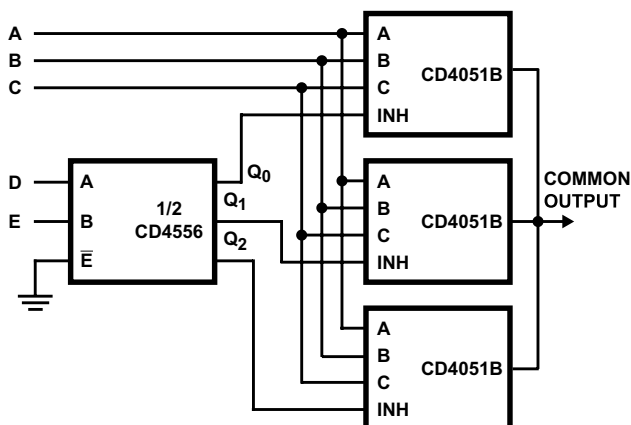 A
B
C
D
E
A
B
E̅
1/2
CD4556
Q0
Q1
Q2
A
B
C
INH
CD4051B
A
B
C
INH
CD4051B
A
B
C
INH
CD4051B
COMMON
OUTPUT